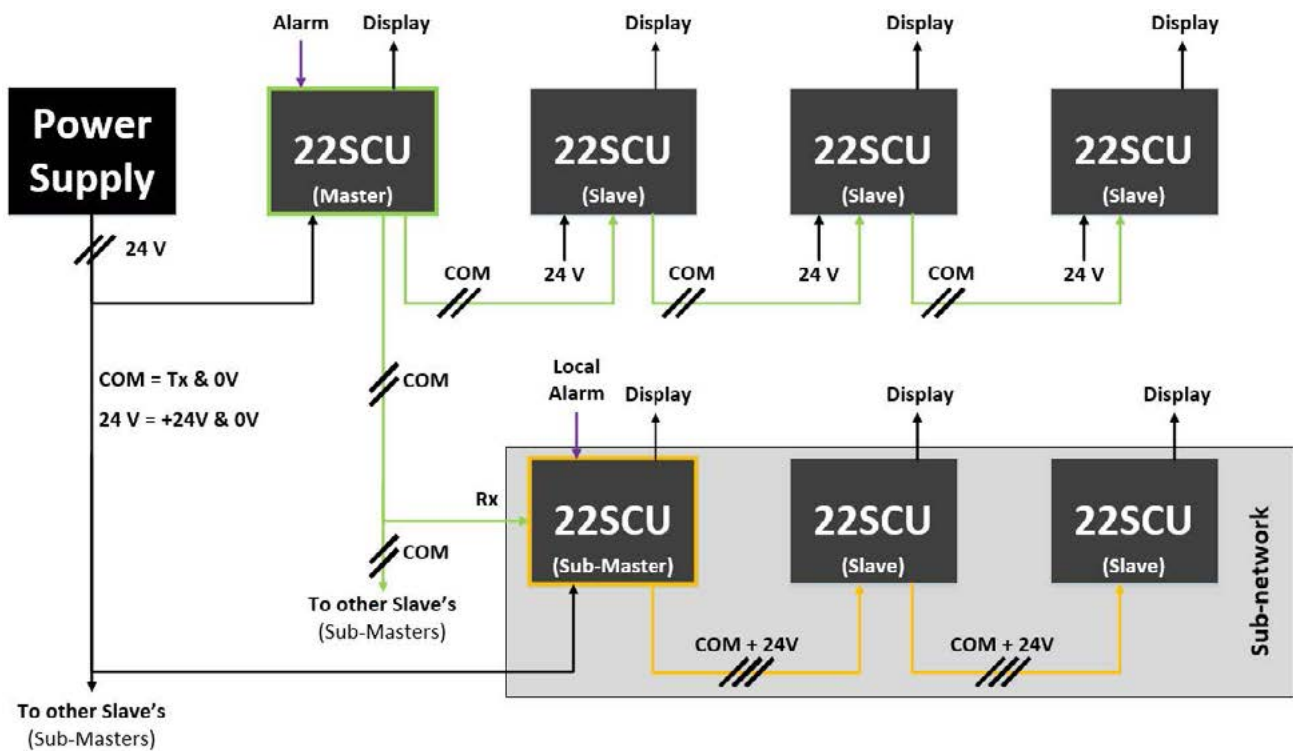 Alarm
Display
Display
Display
Display
Power
Supply
22SCU
(Master)
22SCU
(Slave)
22SCU
(Slave)
22SCU
(Slave)
24 V
COM
24 V
COM
24 V
COM
24 V
COM = Tx & 0V
24 V = +24V & 0V
COM
Local
Alarm
Display
Display
Display
Rx
22SCU
(Sub-Master)
22SCU
(Slave)
22SCU
(Slave)
Sub-network
COM
To other Slave's
(Sub-Masters)
COM + 24V
COM + 24V
To other Slave's
(Sub-Masters)